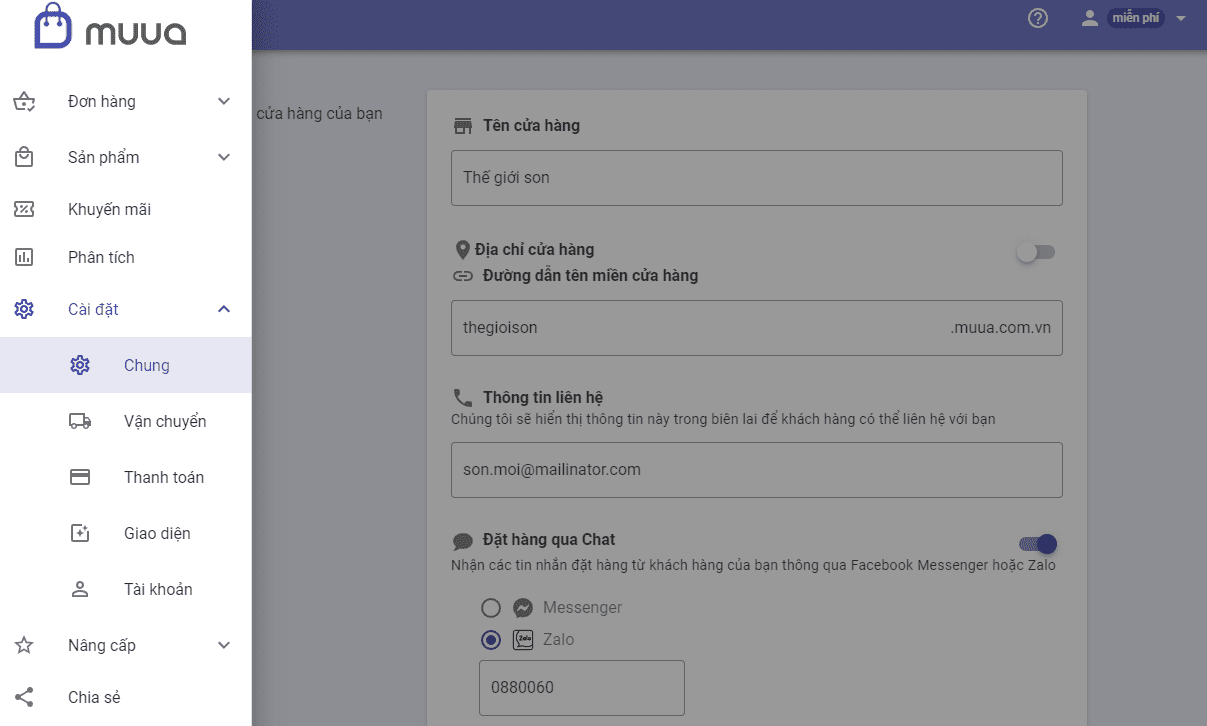 muua
miễn phí
Đơn hàng
Sản phẩm
Khuyến mãi
Phân tích
Cài đặt
Chung
Vận chuyển
Thanh toán
Giao diện
Tài khoản
Nâng cấp
Chia sẻ
cửa hàng của bạn
Tên cửa hàng
Thế giới son
Địa chỉ cửa hàng
Đường dẫn tên miền cửa hàng
thegioison .muua.com.vn
Thông tin liên hệ
Chúng tôi sẽ hiển thị thông tin này trong biên lai để khách hàng có thể liên hệ với bạn
son.moi@mailinator.com
Đặt hàng qua Chat
Nhận các tin nhắn đặt hàng từ khách hàng của bạn thông qua Facebook Messenger hoặc Zalo
Messenger
Zalo Zalo
0880060